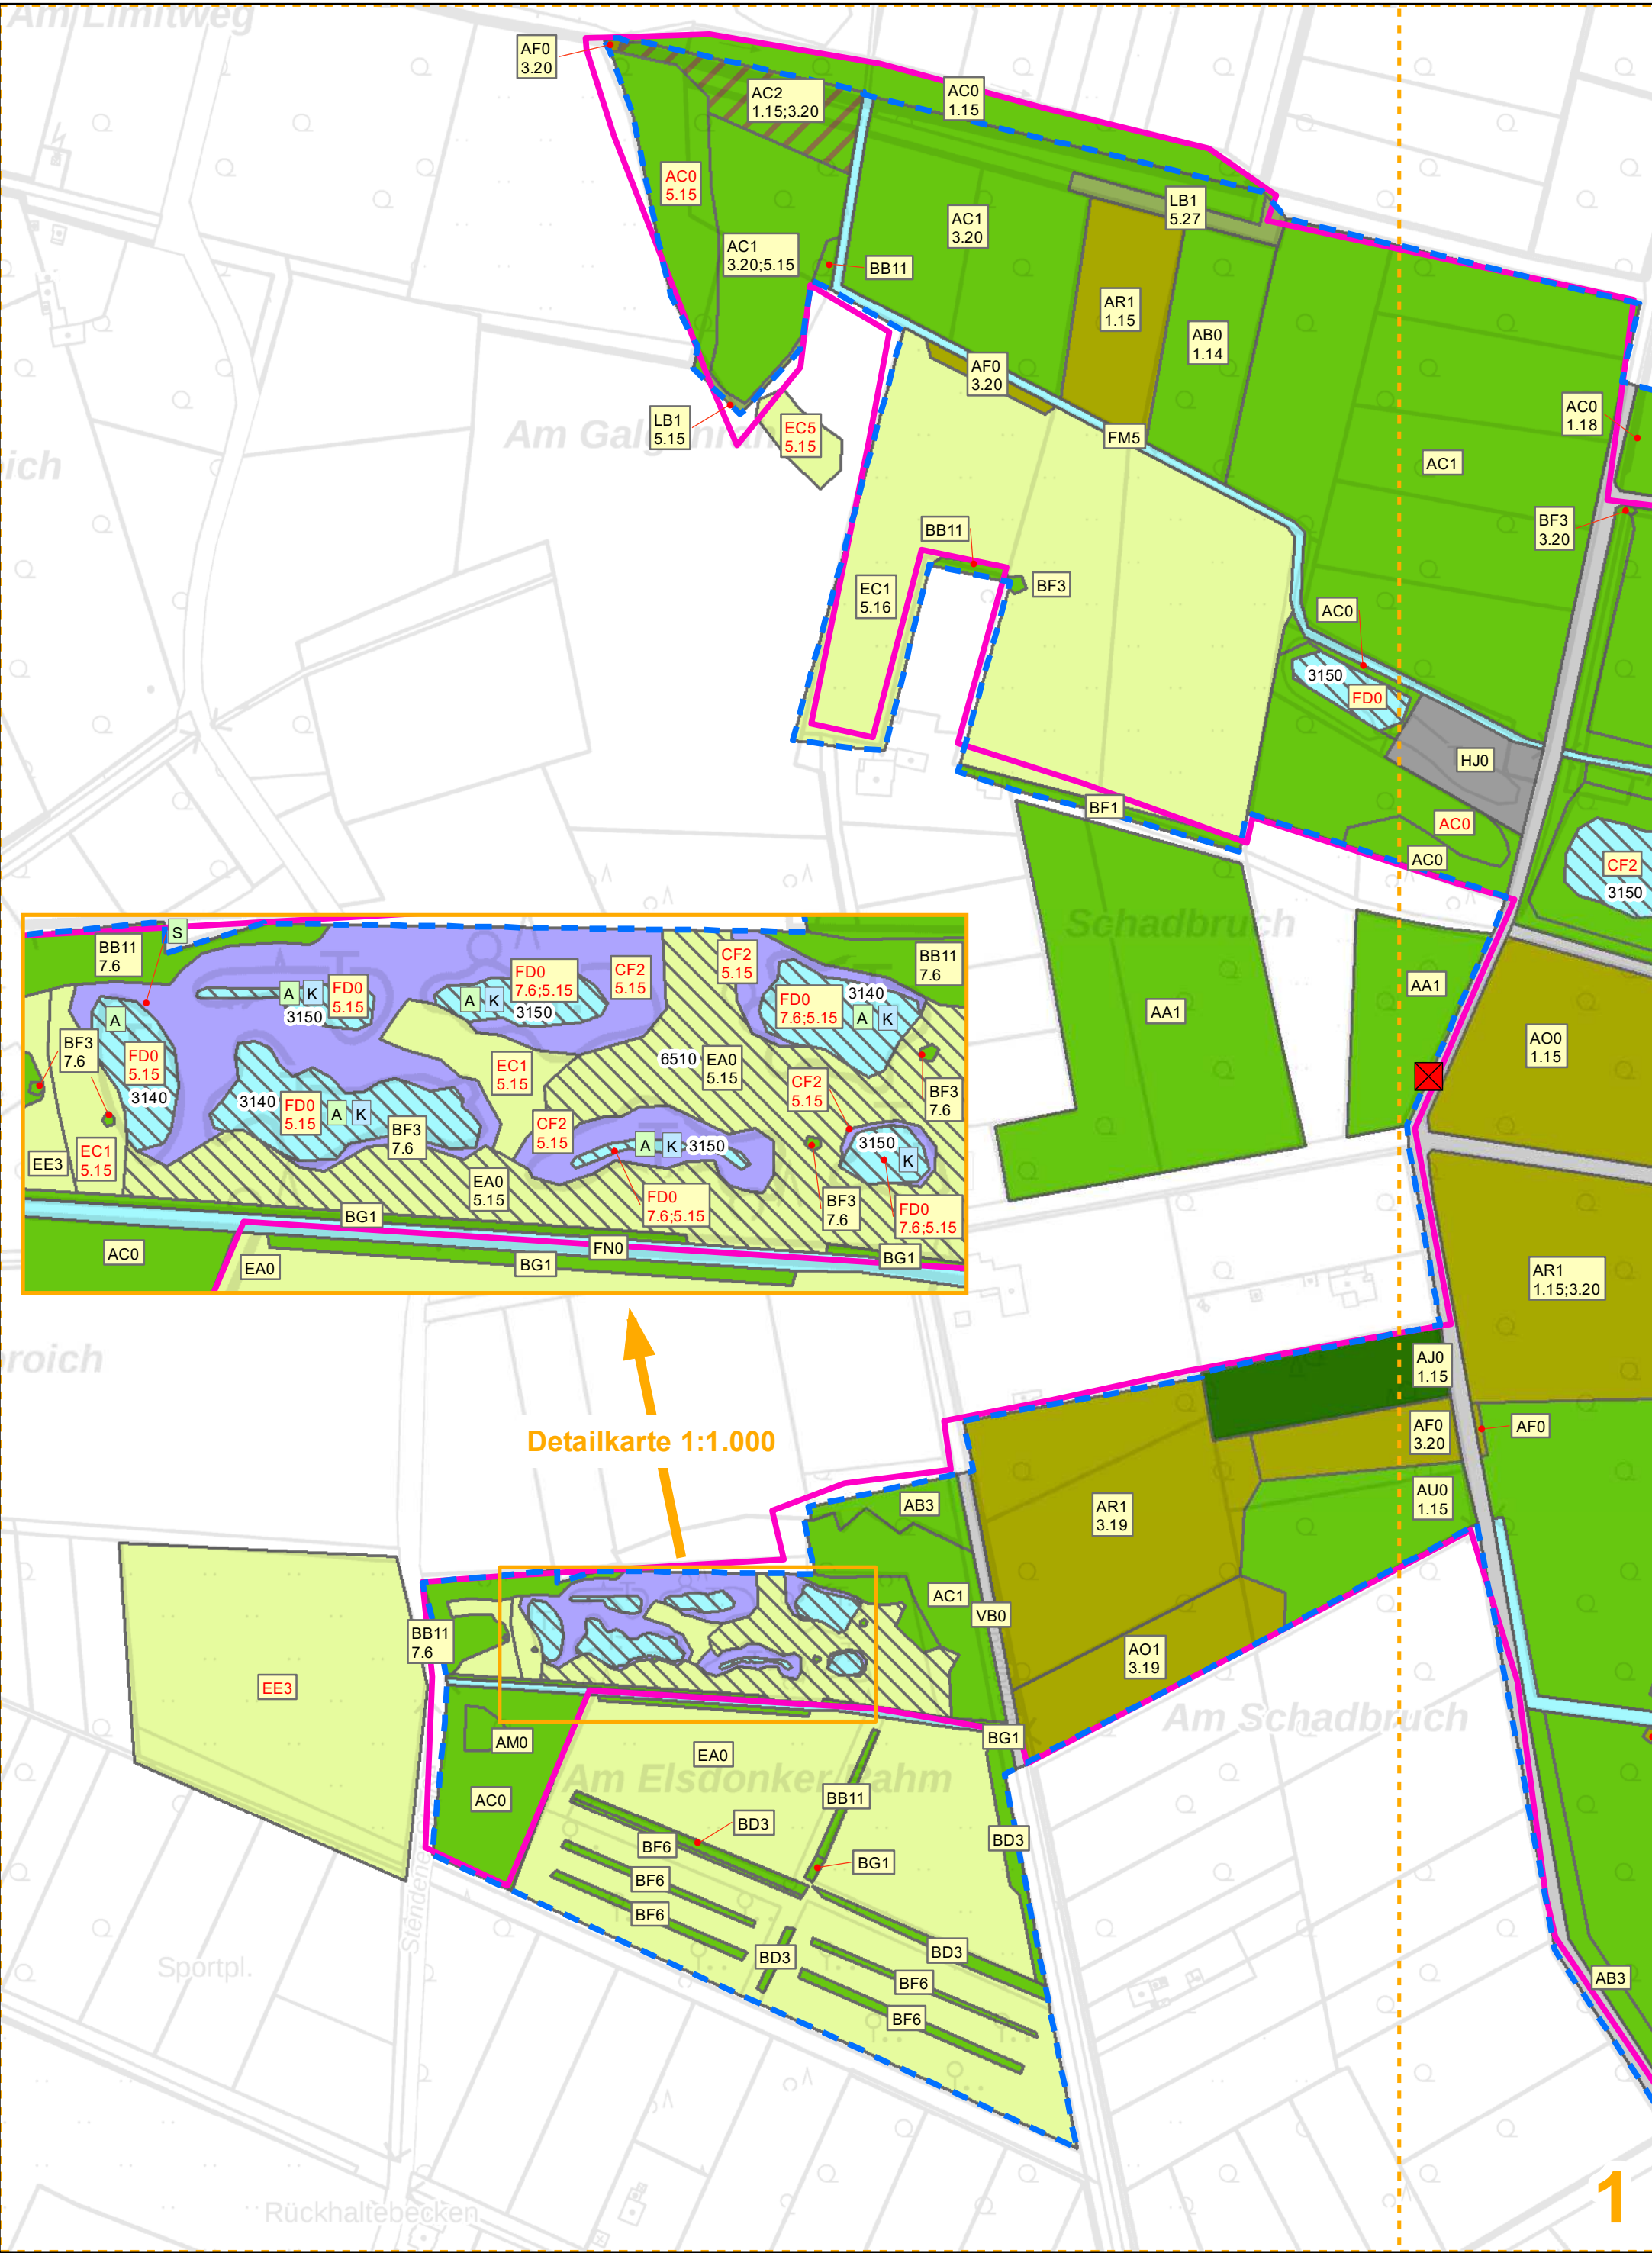 Am Limitweg
AF0
3.20
AC2
1.15;3.20
AC0
1.15
AC0
5.15
LB1
5.27
AC1
3.20
AC1
3.20;5.15
BB11
AR1
1.15
AB0
1.14
AF0
3.20
LB1
5.15
Am Gal
EC5
5.15
FM5
AC0
1.18
AC1
ich
BB11
BF3
3.20
EC1
5.16
BF3
AC0
3150
FD0
HJ0
BF1
AC0
AC0
CF2
3150
Schadbruch
AA1
AA1
AO0
1.15
S
BB11
7.6
FD0
5.15
A
K
3150
FD0
7.6;5.15
A
K
3150
CF2
5.15
CF2
5.15
BB11
7.6
FD0
7.6;5.15
3140
A
K
A
BF3
7.6
FD0
5.15
3140
6510
EA0
5.15
EC1
5.15
CF2
5.15
BF3
7.6
3140
FD0
5.15
A
K
BF3
7.6
CF2
5.15
A
K
3150
3150
K
EE3
EC1
5.15
EA0
5.15
FD0
7.6;5.15
BF3
7.6
FD0
7.6;5.15
BG1
FN0
BG1
AC0
EA0
BG1
AR1
1.15;3.20
roich
AJ0
1.15
Detailkarte 1:1.000
AF0
3.20
AF0
AR1
3.19
AU0
1.15
AB3
AC1
VB0
BB11
7.6
AO1
3.19
EE3
Am Schadbruch
AM0
EA0
BG1
Am Elsdonker Rahm
AC0
BB11
BD3
BF6
BD3
BG1
BF6
BF6
Stenden
BD3
BD3
Sportpl.
BF6
AB3
BF6
Rückhaltebecken
1